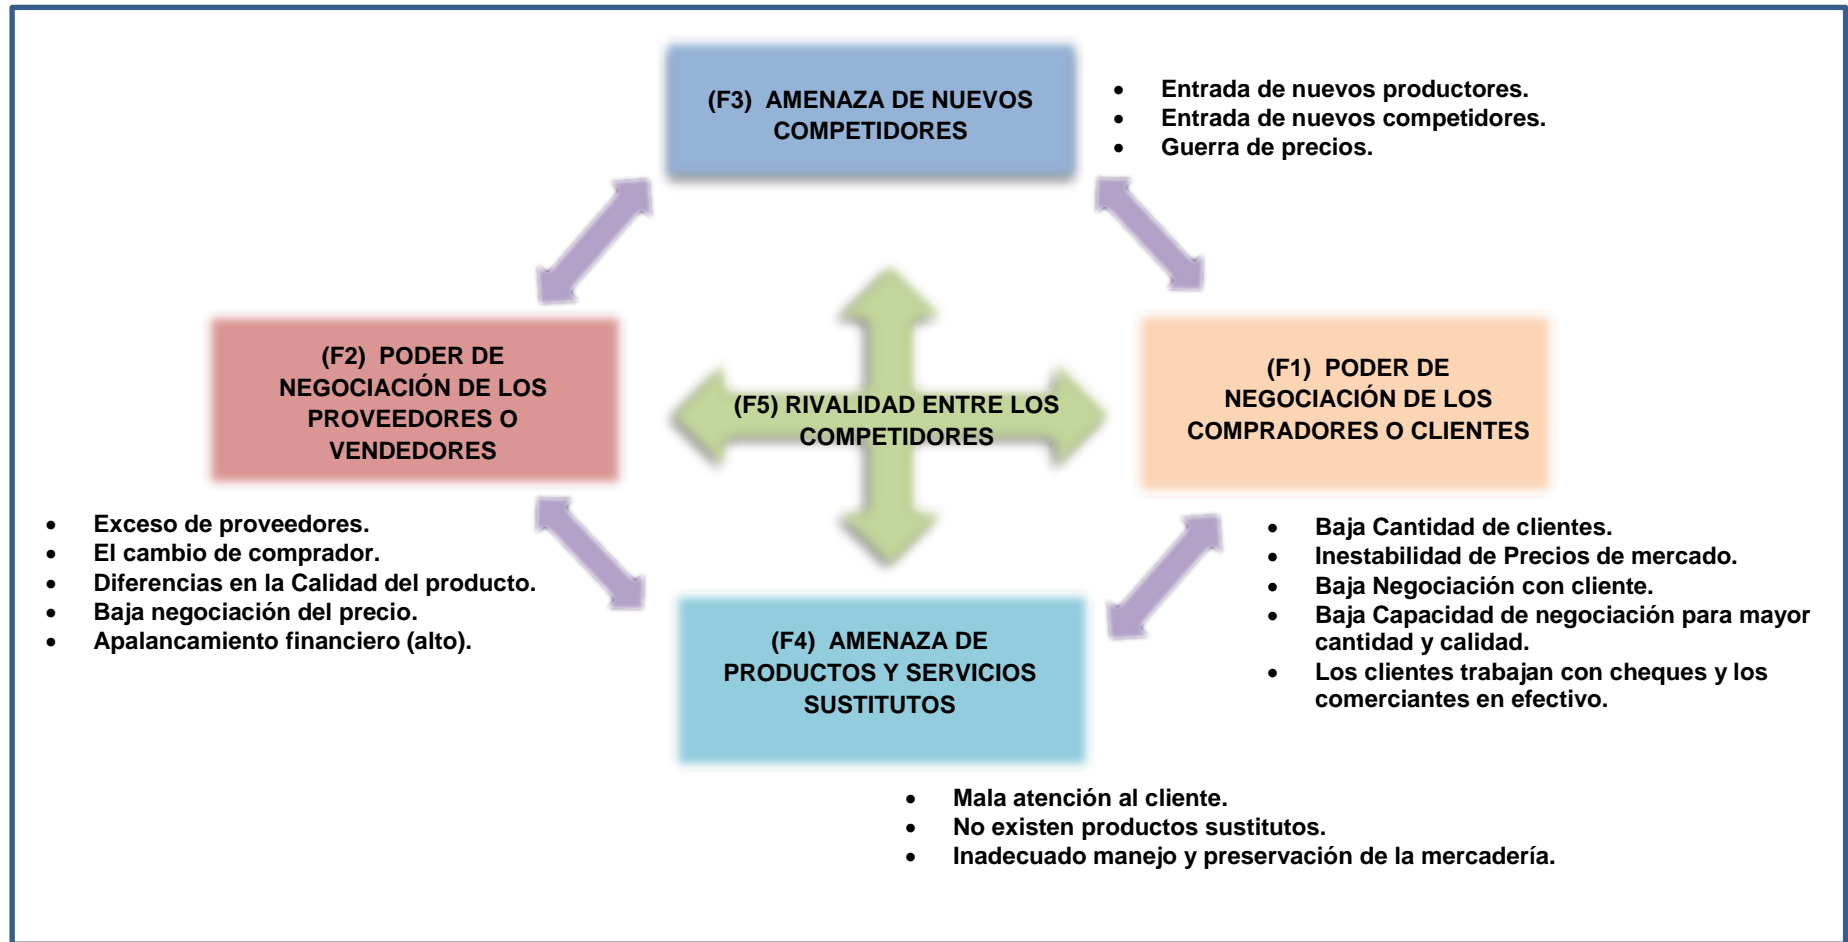 (F3) AMENAZA DE NUEVOS
COMPETIDORES
• Entrada de nuevos productores.
• Entrada de nuevos competidores.
• Guerra de precios.
(F2) PODER DE
NEGOCIACIÓN DE LOS
PROVEEDORES O
VENDEDORES
(F5) RIVALIDAD ENTRE LOS
COMPETIDORES
(F1) PODER DE
NEGOCIACIÓN DE LOS
COMPRADORES O CLIENTES
• Exceso de proveedores.
• El cambio de comprador.
• Diferencias en la Calidad del producto.
• Baja negociación del precio.
• Apalancamiento financiero (alto).
• Baja Cantidad de clientes.
• Inestabilidad de Precios de mercado.
• Baja Negociación con cliente.
• Baja Capacidad de negociación para mayor
cantidad y calidad.
• Los clientes trabajan con cheques y los
comerciantes en efectivo.
(F4) AMENAZA DE
PRODUCTOS Y SERVICIOS
SUSTITUTOS
• Mala atención al cliente.
• No existen productos sustitutos.
• Inadecuado manejo y preservación de la mercadería.